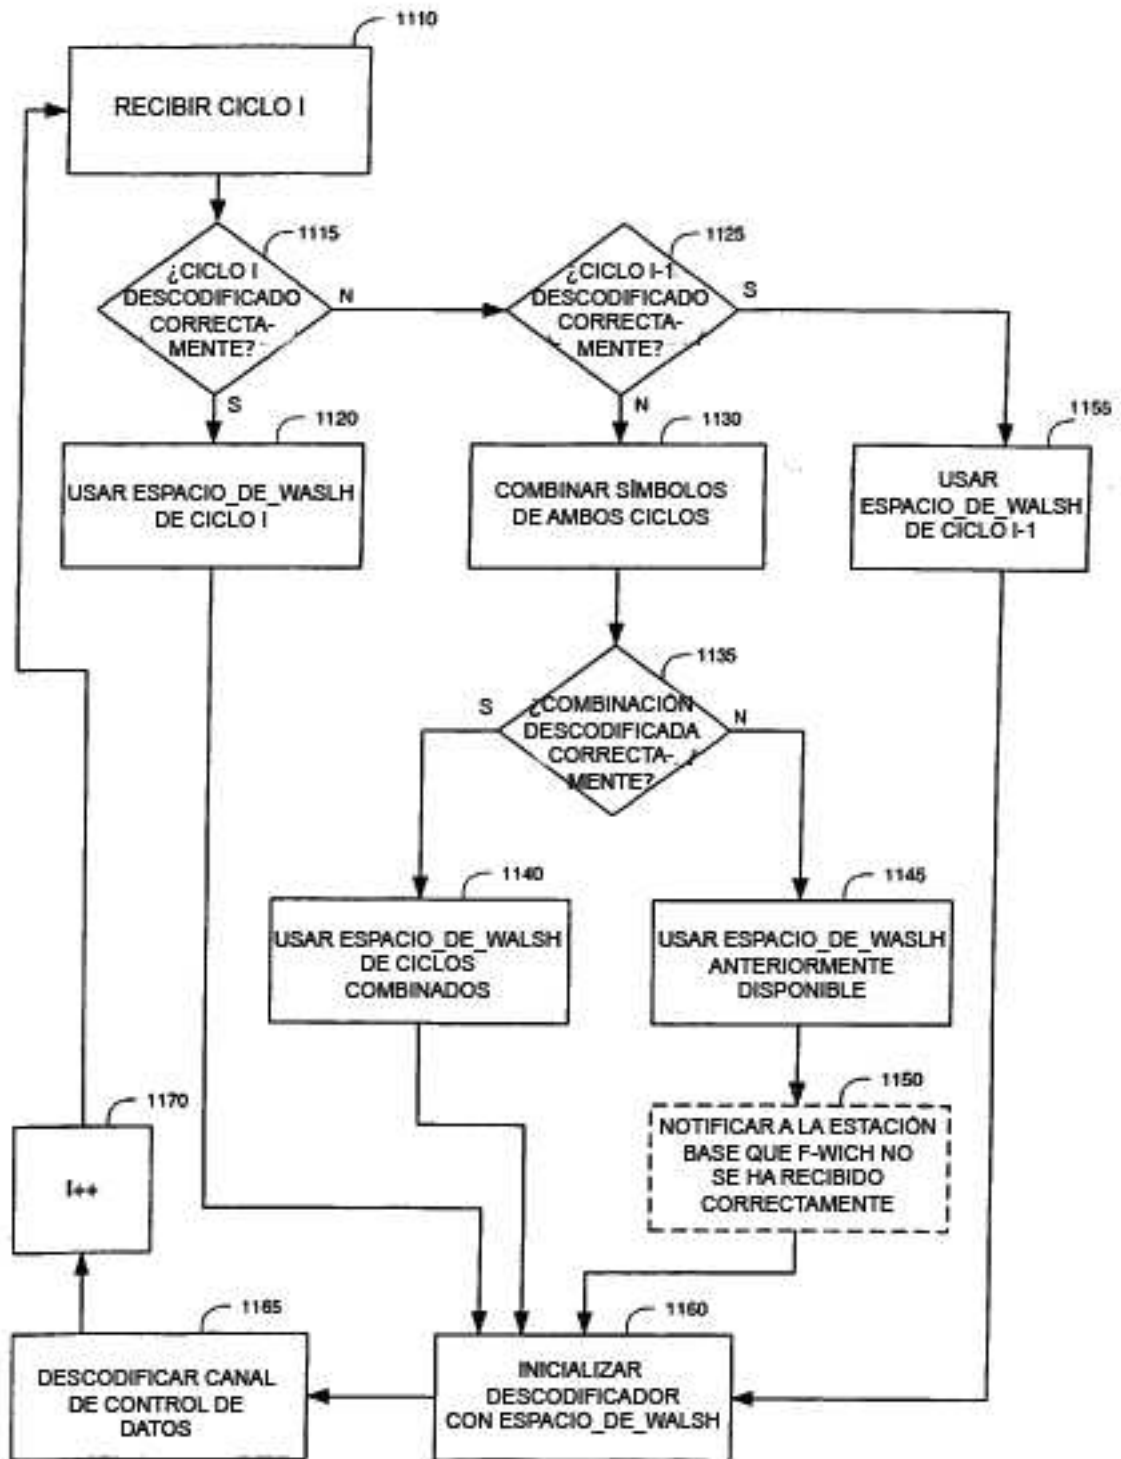 1110
RECIBIR CICLO I
1115
¿CICLO I
DESCODIFICADO
CORRECTA-
MENTE?
N
S
1125
¿CICLO I-1
DESCODIFICADO
CORRECTA-
MENTE?
S
N
1120
USAR ESPACIO_DE_WASLH
DE CICLO I
1130
COMBINAR SÍMBOLOS
DE AMBOS CICLOS
1155
USAR
ESPACIO_DE_WALSH
DE CICLO I-1
1135
¿COMBINACIÓN
DESCODIFICADA
CORRECTA-
MENTE?
S
N
1140
USAR ESPACIO_DE_WALSH
DE CICLOS
COMBINADOS
1145
USAR ESPACIO_DE_WASLH
ANTERIORMENTE
DISPONIBLE
1150
NOTIFICAR A LA ESTACIÓN
BASE QUE F-WICH NO
SE HA RECIBIDO
CORRECTAMENTE
1170
I++
1165
DESCODIFICAR CANAL
DE CONTROL DE
DATOS
1160
INICIALIZAR
DESCODIFICADOR
CON ESPACIO_DE_WALSH